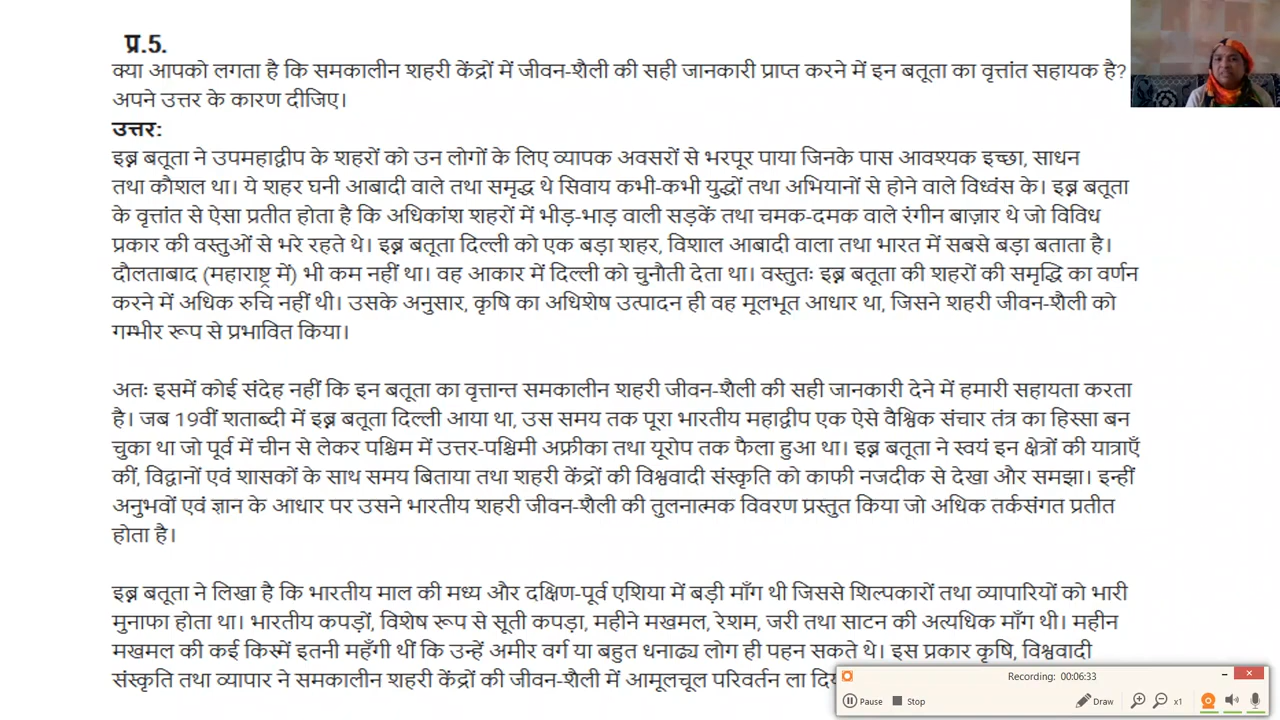 प्र.5.
क्या आपको लगता है कि समकालीन शहरी केंद्रों में जीवन-शैली की सही जानकारी प्राप्त करने में इन बतूता का वृत्तांत सहायक है?
अपने उत्तर के कारण दीजिए।
उत्तर:
इब्न बतूता ने उपमहाद्वीप के शहरों को उन लोगों के लिए व्यापक अवसरों से भरपूर पाया जिनके पास आवश्यक इच्छा, साधन
तथा कौशल था। ये शहर घनी आबादी वाले तथा समृद्ध थे सिवाय कभी-कभी युद्धों तथा अभियानों से होने वाले विध्वंस के। इब्न बतूता
के वृत्तांत से ऐसा प्रतीत होता है कि अधिकांश शहरों में भीड़-भाड़ वाली सड़कें तथा चमक-दमक वाले रंगीन बाज़ार थे जो विविध
प्रकार की वस्तुओं से भरे रहते थे। इब्न बतूता दिल्ली को एक बड़ा शहर, विशाल आबादी वाला तथा भारत में सबसे बड़ा बताता है।
दौलताबाद (महाराष्ट्र में) भी कम नहीं था। वह आकार में दिल्ली को चुनौती देता था। वस्तुतः इब्न बतूता की शहरों की समृद्धि का वर्णन
करने में अधिक रुचि नहीं थी। उसके अनुसार, कृषि का अधिशेष उत्पादन ही वह मूलभूत आधार था, जिसने शहरी जीवन-शैली को
गम्भीर रूप से प्रभावित किया।
अतः इसमें कोई संदेह नहीं कि इन बतूता का वृत्तान्त समकालीन शहरी जीवन-शैली की सही जानकारी देने में हमारी सहायता करता
है। जब 19वीं शताब्दी में इब्न बतूता दिल्ली आया था, उस समय तक पूरा भारतीय महाद्वीप एक ऐसे वैश्विक संचार तंत्र का हिस्सा बन
चुका था जो पूर्व में चीन से लेकर पश्चिम में उत्तर-पश्चिमी अफ्रीका तथा यूरोप तक फैला हुआ था। इब्न बतूता ने स्वयं इन क्षेत्रों की यात्राएँ
कीं, विद्वानों एवं शासकों के साथ समय बिताया तथा शहरी केंद्रों की विश्ववादी संस्कृति को काफी नजदीक से देखा और समझा। इन्हीं
अनुभवों एवं ज्ञान के आधार पर उसने भारतीय शहरी जीवन-शैली की तुलनात्मक विवरण प्रस्तुत किया जो अधिक तर्कसंगत प्रतीत
होता है।
इब्न बतूता ने लिखा है कि भारतीय माल की मध्य और दक्षिण-पूर्व एशिया में बड़ी माँग थी जिससे शिल्पकारों तथा व्यापारियों को भारी
मुनाफा होता था। भारतीय कपड़ों, विशेष रूप से सूती कपड़ा, महीने मखमल, रेशम, जरी तथा साटन की अत्यधिक माँग थी। महीन
मखमल की कई किस्में इतनी महँगी थीं कि उन्हें अमीर वर्ग या बहुत धनाढ्य लोग ही पहन सकते थे। इस प्रकार कृषि, विश्ववादी
संस्कृति तथा व्यापार ने समकालीन शहरी केंद्रों की जीवन-शैली में आमूलचूल परिवर्तन ला
Recording: 00:06:33
Pause Stop Draw x1